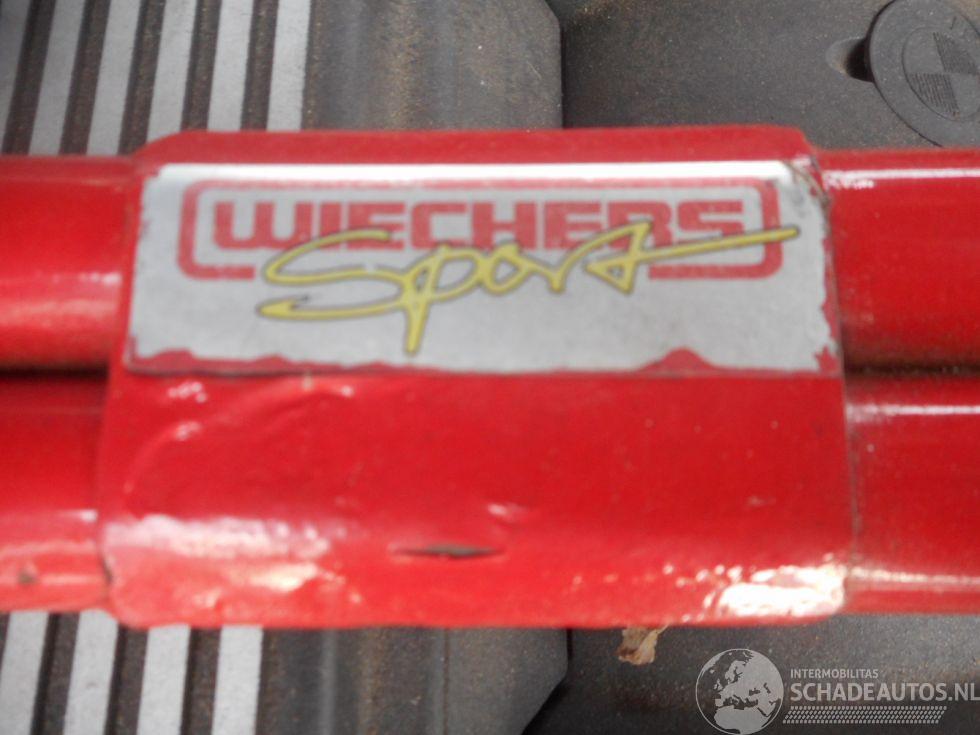 WIECHERS
Sport
INTERMOBILITAS
SCHADEAUTOS.NL